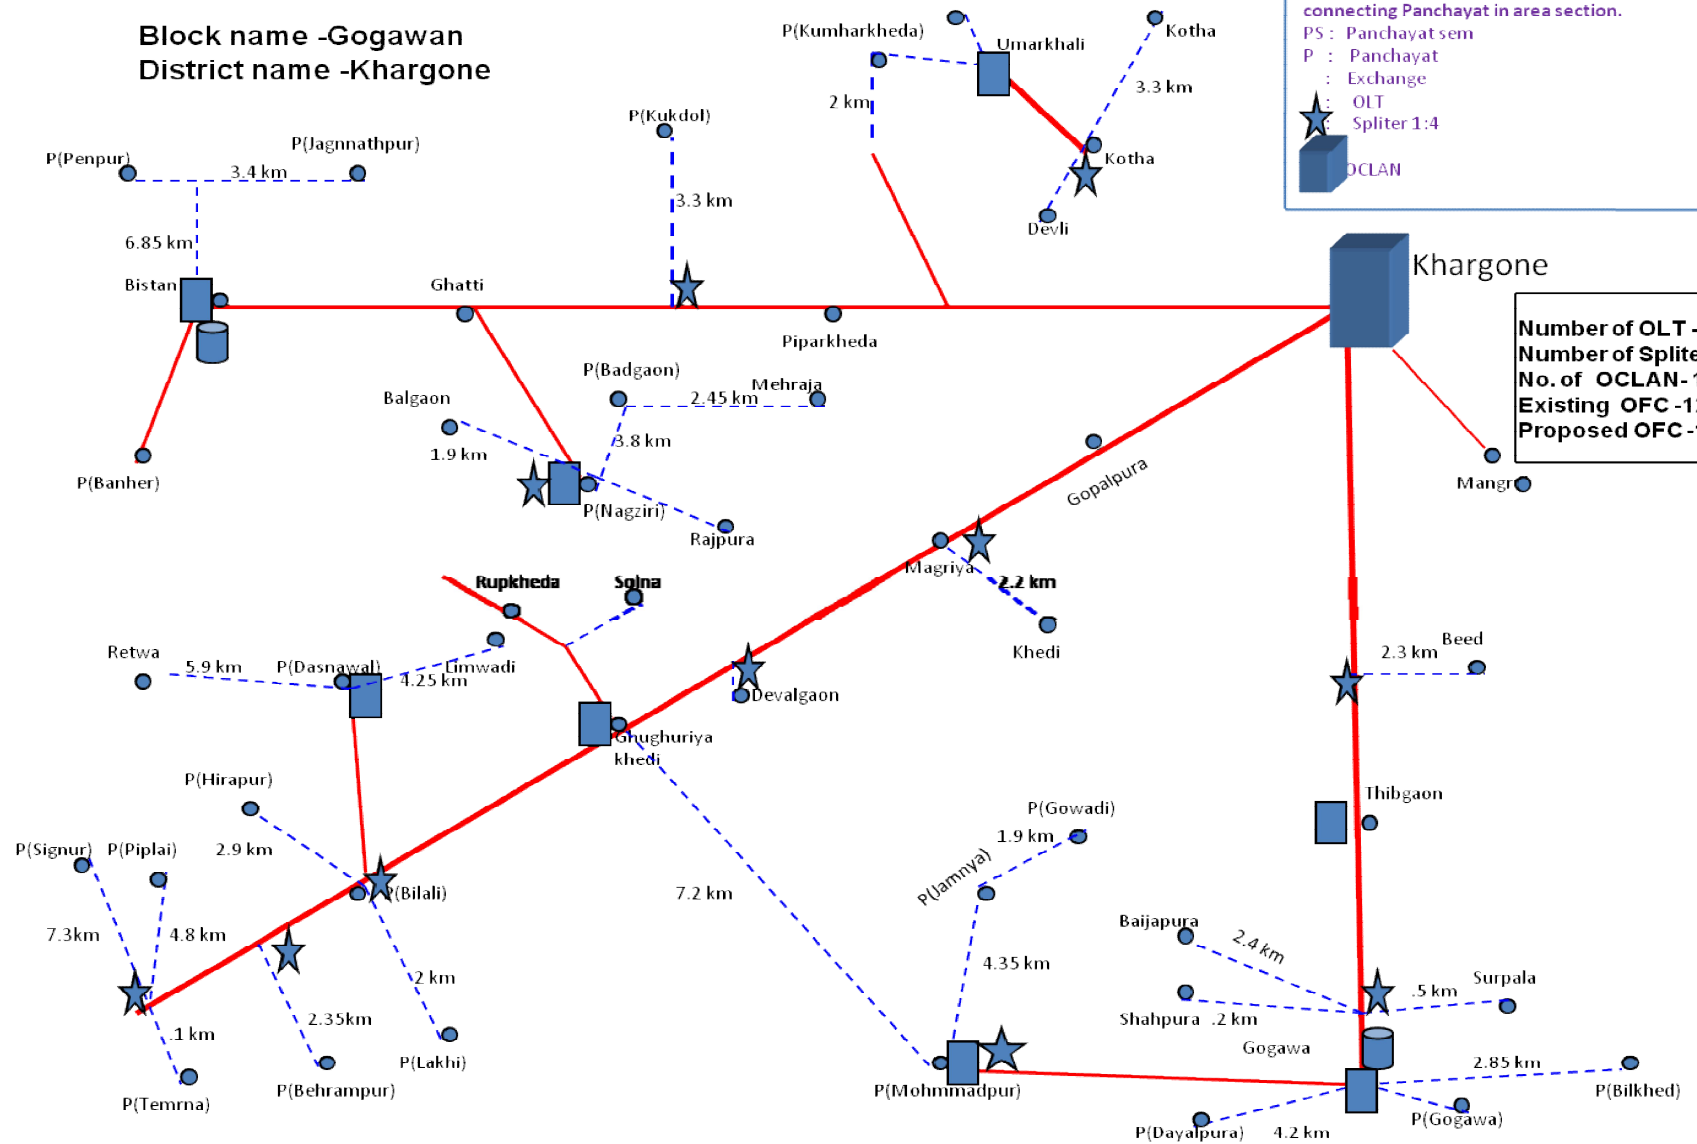 Block name -Gogawan
District name -Khargone
connecting Panchayat in area section.
PS : Panchayat sem
P : Panchayat
: Exchange
: OLT
: Spliter 1:4
OCLAN
P(Kumharkheda)
Umarkhali
Kotha
2 km
3.3 km
Kotha
Devli
P(Kukdol)
3.3 km
P(Penpur)
P(Jagnnathpur)
3.4 km
6.85 km
Bistan
Ghatti
Piparkheda
Khargone
Number of OLT -
Number of Splite
No. of OCLAN- 1
Existing OFC -1
Proposed OFC -
P(Banher)
Balgaon
1.9 km
P(Badgaon)
Mehraja
2.45 km
3.8 km
P(Nagziri)
Rajpura
Gopalpura
Mangr
Magriya
2.2 km
Khedi
Rupkheda
Solna
Retwa
5.9 km
P(Dasnawal)
Limwadi
4.25 km
Devalgaon
Ghughuriya
khedi
Beed
2.3 km
P(Hirapur)
2.9 km
Thibgaon
P(Signur)
P(Piplai)
P(Bilali)
7.3km
4.8 km
2 km
.1 km
2.35km
P(Lakhi)
P(Behrampur)
P(Temrna)
7.2 km
P(Gowadi)
1.9 km
P(Jamnya)
4.35 km
P(Mohmmadpur)
Baijapura
2.4 km
Surpala
.5 km
Shahpura .2 km
Gogawa
2.85 km
P(Bilkhed)
P(Gogawa)
P(Dayalpura) 4.2 km